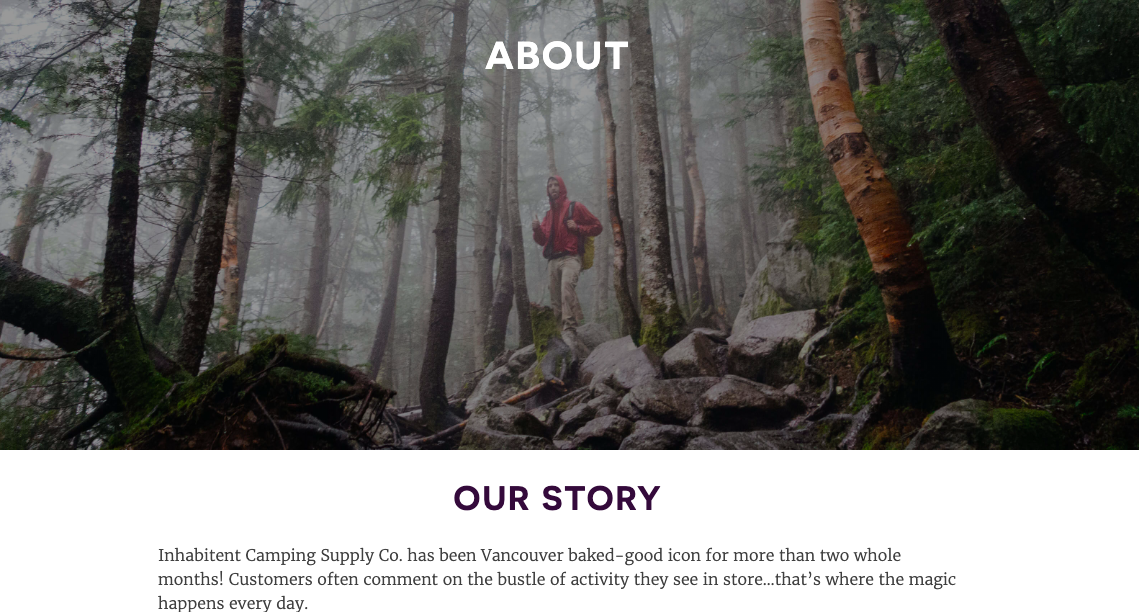 ABOUT
OUR STORY
Inhabitent Camping Supply Co. has been Vancouver baked-good icon for more than two whole
months! Customers often comment on the bustle of activity they see in store...that’s where the magic
happens every day.